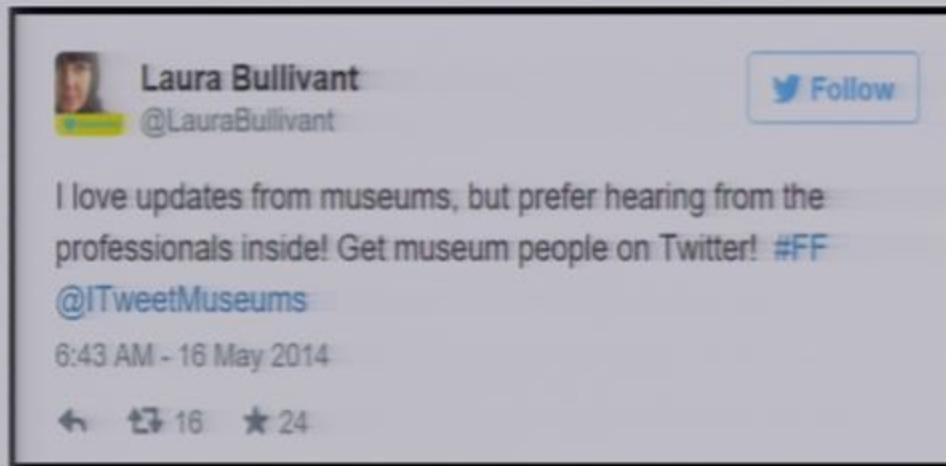 Laura Bullivant
Follow
@LauraBullivant
I love updates from museums, but prefer hearing from the
professionals inside! Get museum people on Twitter! #FF
@ITweetMuseums
6:43 AM - 16 May 2014
16 24